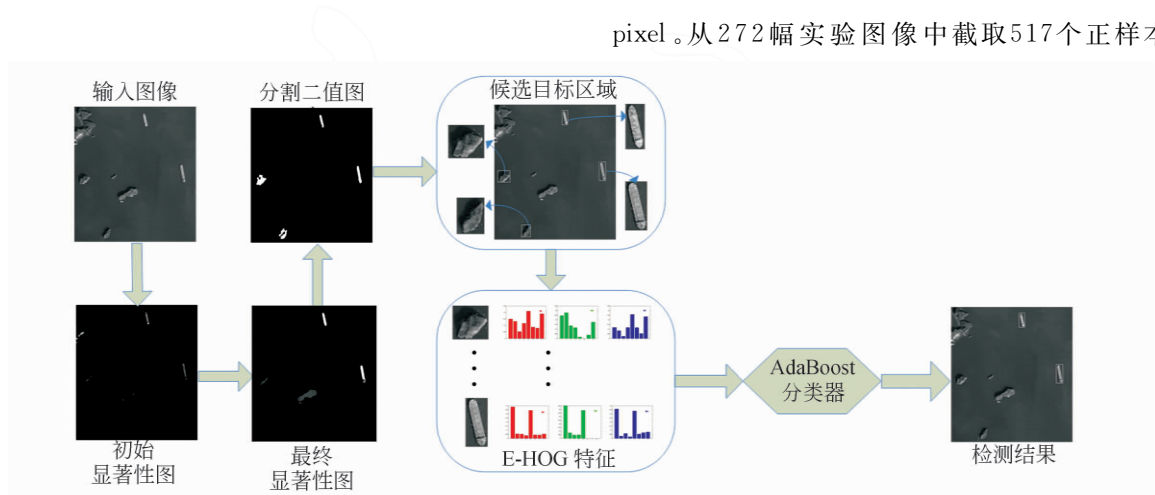 pixel。从272幅实验图像中截取517个正样本
输入图像
分割二值图
候选目标区域
初始
显著性图
最终
显著性图
E-HOG 特征
AdaBoost
分类器
检测结果